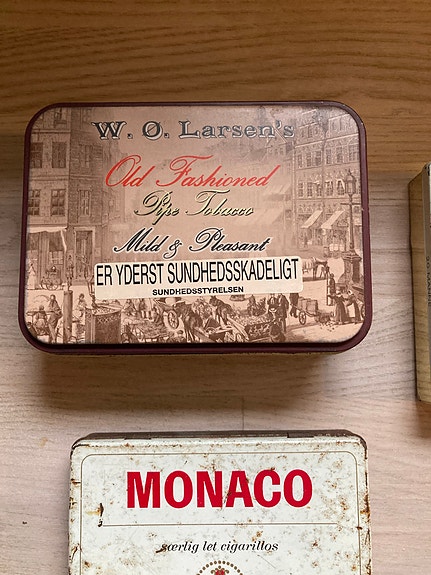 W. Ø. Larsen's
Old Fashioned
Pipe Tobacco
Mild & Pleasant
ER YDERST SUNDHEDSSKADELIGT
SUNDHEDSSTYRELSEN
MONACO
særlig let cigarillos